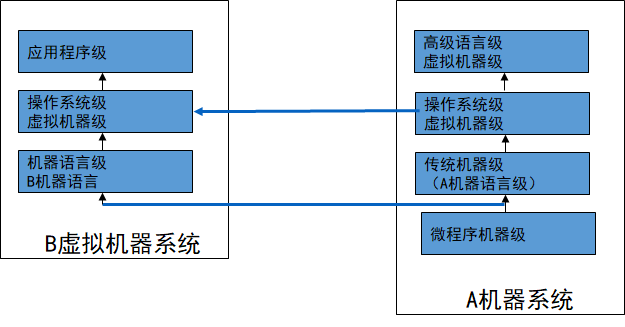 应用程序级
操作系统级
虚拟机器级
机器语言级
B机器语言
B虚拟机器系统
高级语言级
虚拟机器级
操作系统级
虚拟机器级
传统机器级
（A机器语言级）
微程序机器级
A机器系统